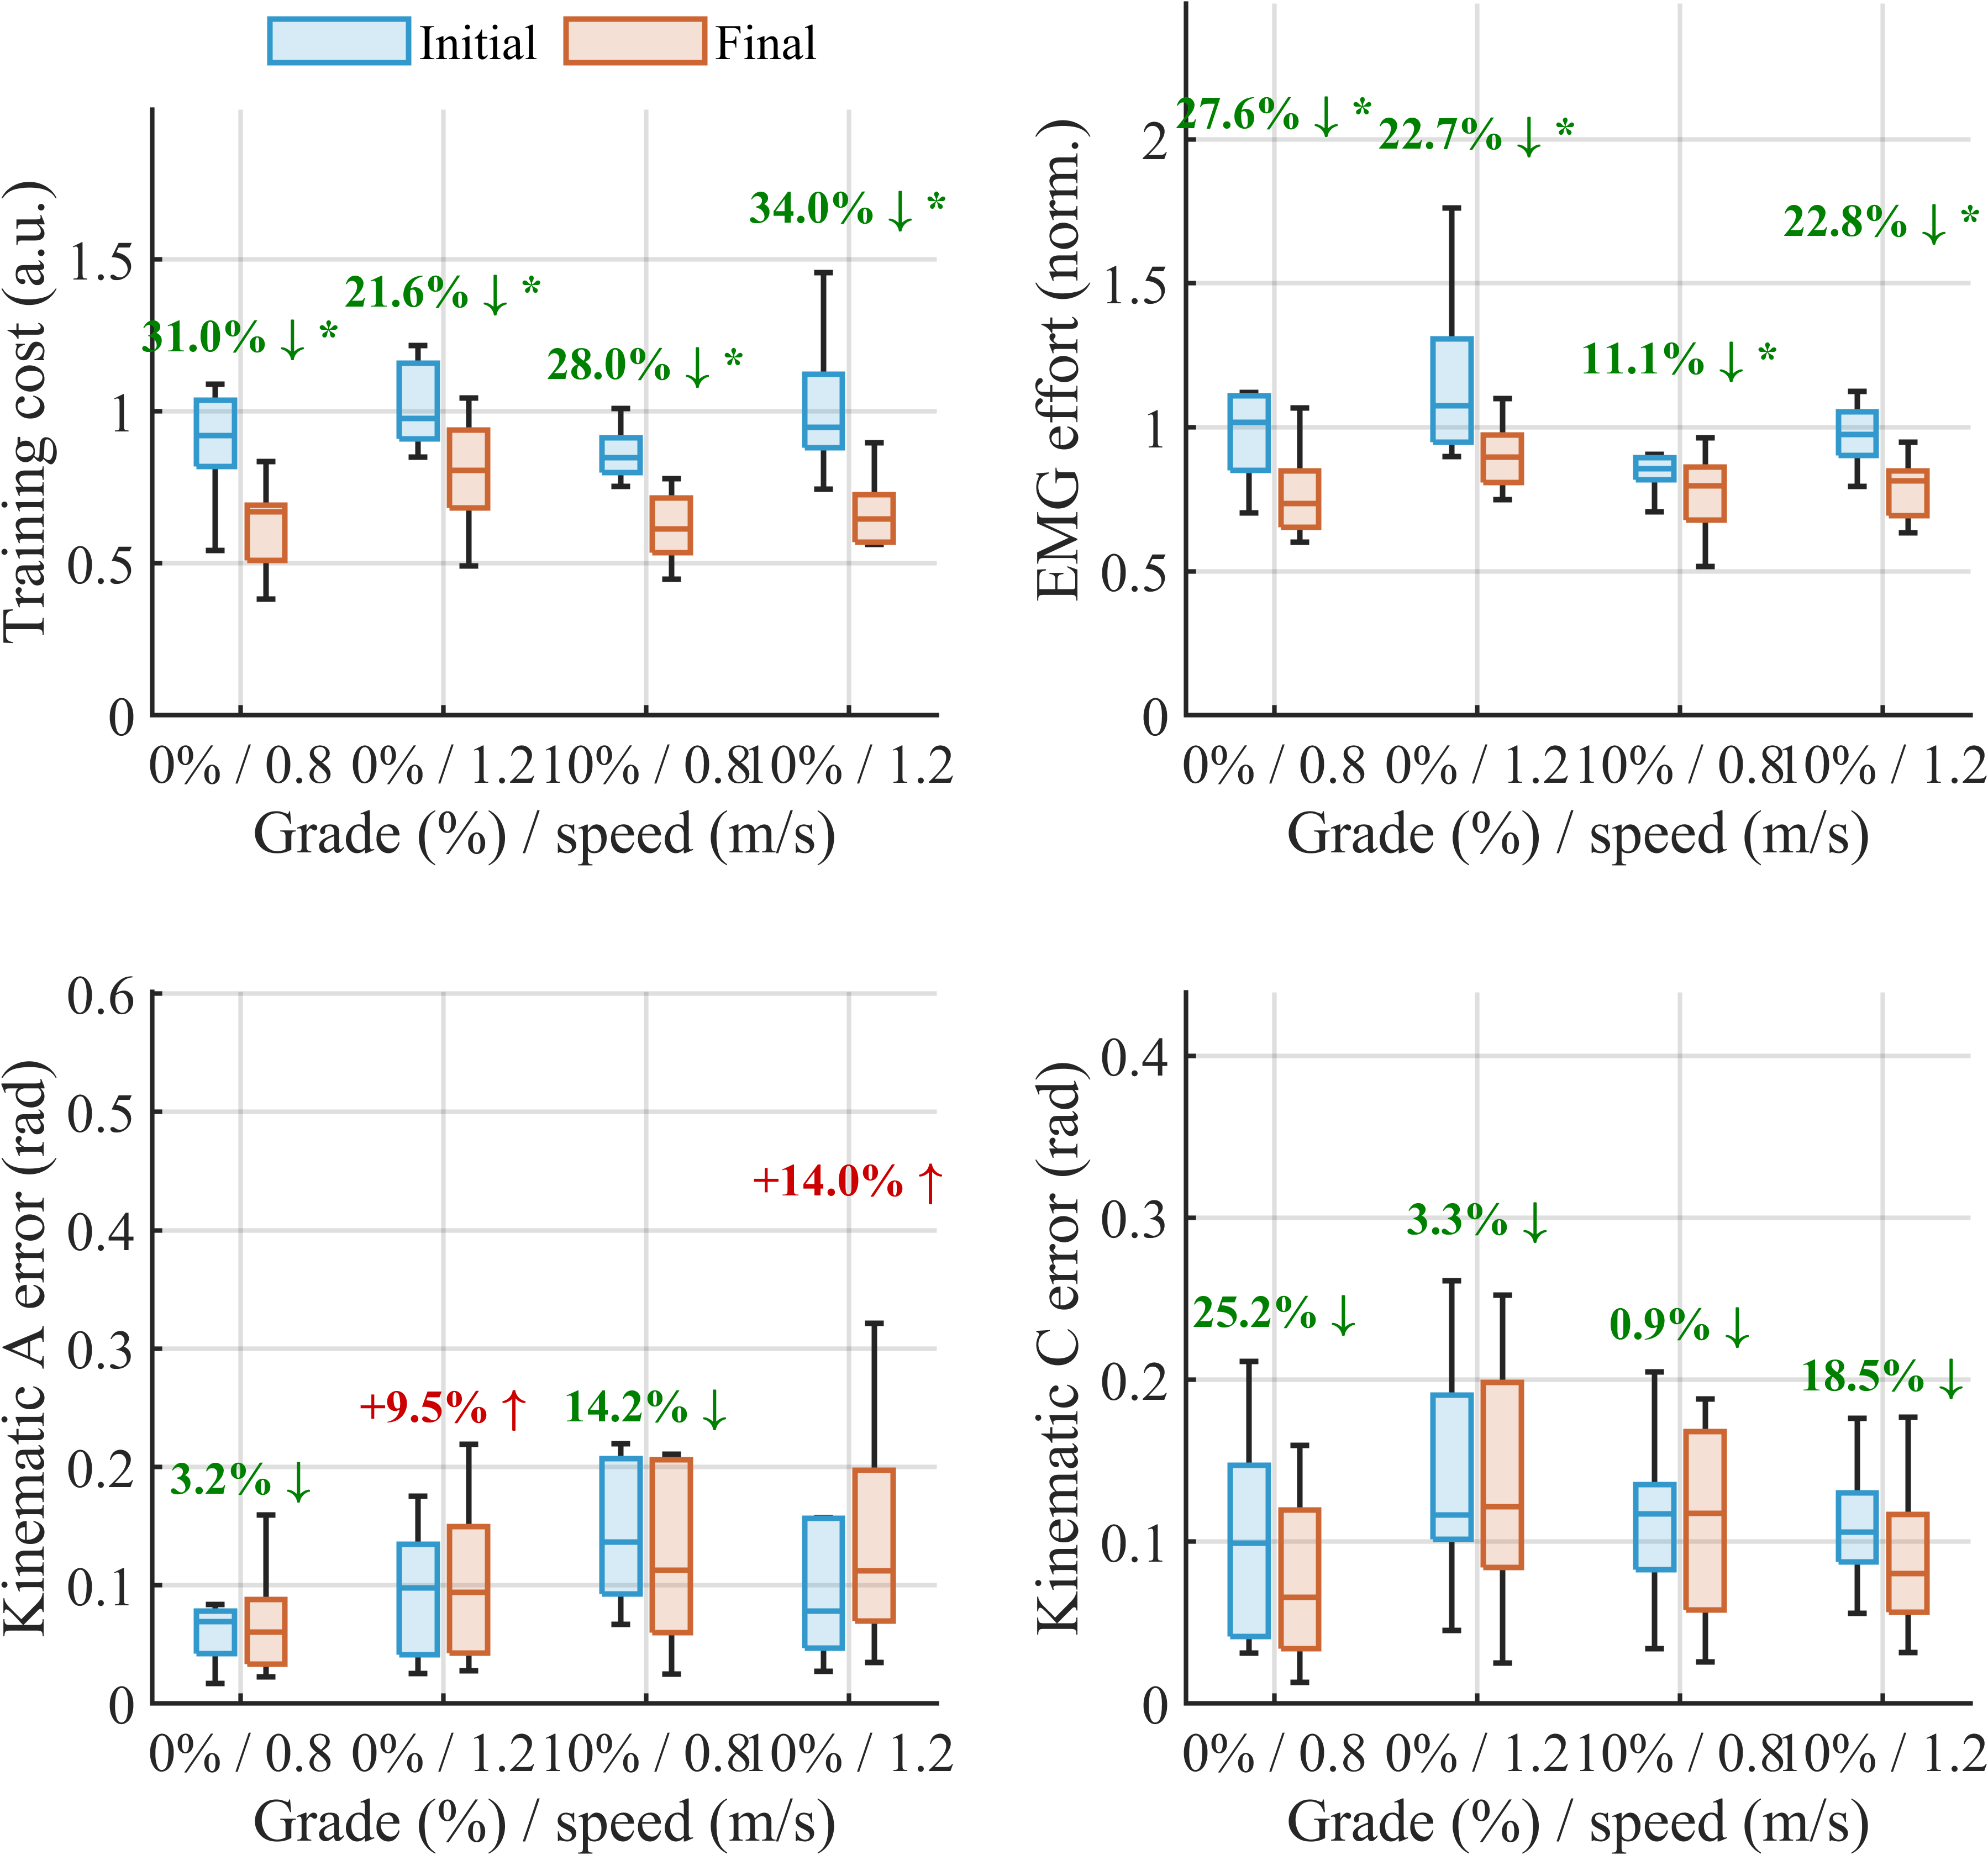 Initial Final
Training cost (a.u.)
1.5
1
0.5
0
31.0% ↓ *
21.6% ↓ *
28.0% ↓ *
34.0% ↓ *
0% / 0.8 0% / 1.2 10% / 0.8 10% / 1.2
Grade (%) / speed (m/s)
EMG effort (norm.)
2
1.5
1
0.5
0
27.6% ↓ *
22.7% ↓ *
11.1% ↓ *
22.8% ↓ *
0% / 0.8 0% / 1.2 10% / 0.8 10% / 1.2
Grade (%) / speed (m/s)
Kinematic A error (rad)
0.6
0.5
0.4
0.3
0.2
0.1
0
3.2% ↓
+9.5% ↑
14.2% ↓
+14.0% ↑
0% / 0.8 0% / 1.2 10% / 0.8 10% / 1.2
Grade (%) / speed (m/s)
Kinematic C error (rad)
0.4
0.3
0.2
0.1
0
25.2% ↓
3.3% ↓
0.9% ↓
18.5% ↓
0% / 0.8 0% / 1.2 10% / 0.8 10% / 1.2
Grade (%) / speed (m/s)